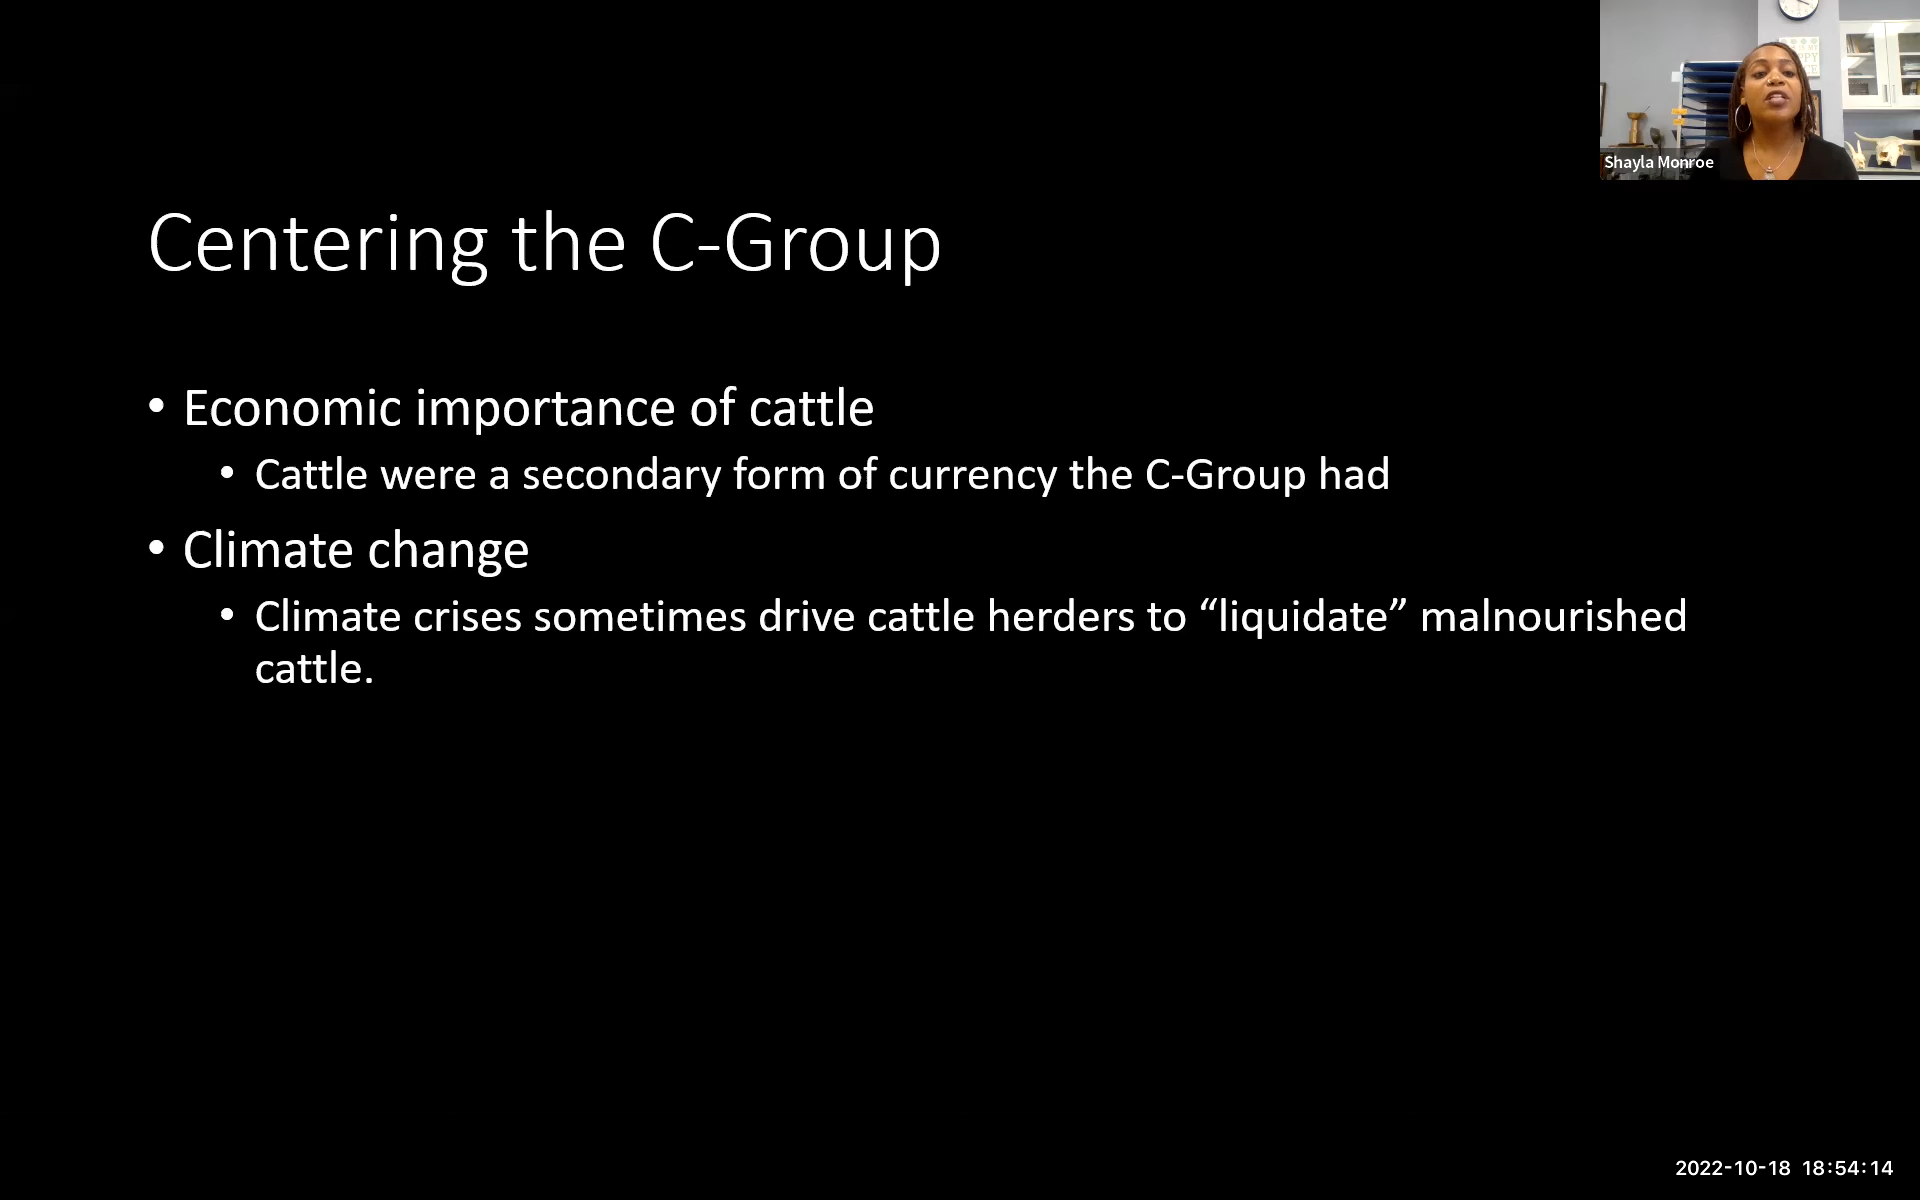 Shayla Monroe
Centering the C-Group
• Economic importance of cattle
• Cattle were a secondary form of currency the C-Group had
• Climate change
• Climate crises sometimes drive cattle herders to “liquidate” malnourished
cattle.
2022-10-18 18:54:14